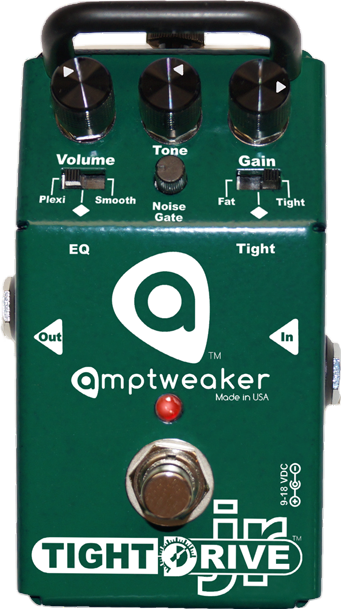 Volume
Tone
Gain
Plexi
Smooth
Noise
Gate
Fat
Tight
EQ
Tight
Out
In
a
TM
amptweaker
Made in USA
9-18 VDC
jr
TIGHT DRIVE TM